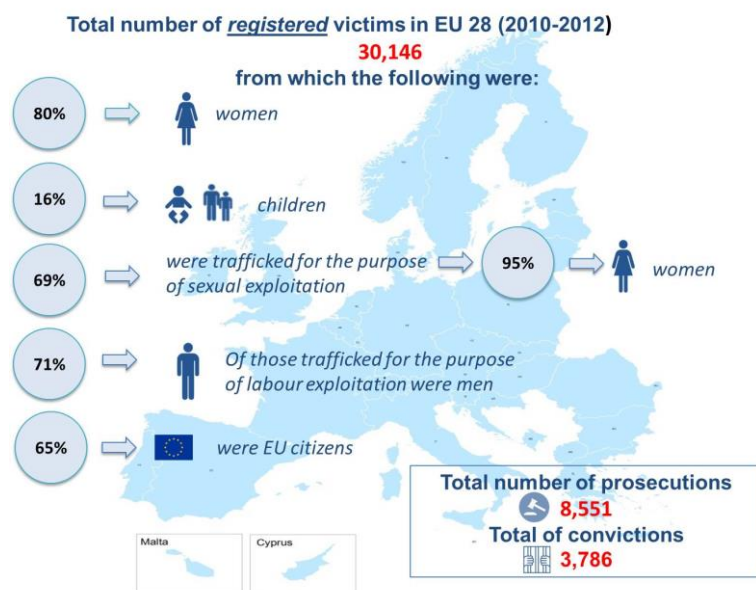 Total number of registered victims in EU 28 (2010-2012)
30,146
from which the following were:
80%
women
16%
children
69%
were trafficked for the purpose
of sexual exploitation
95%
women
71%
Of those trafficked for the purpose
of labour exploitation were men
65%
were EU citizens
Total number of prosecutions
8,551
Total of convictions
3,786
Malta
Cyprus